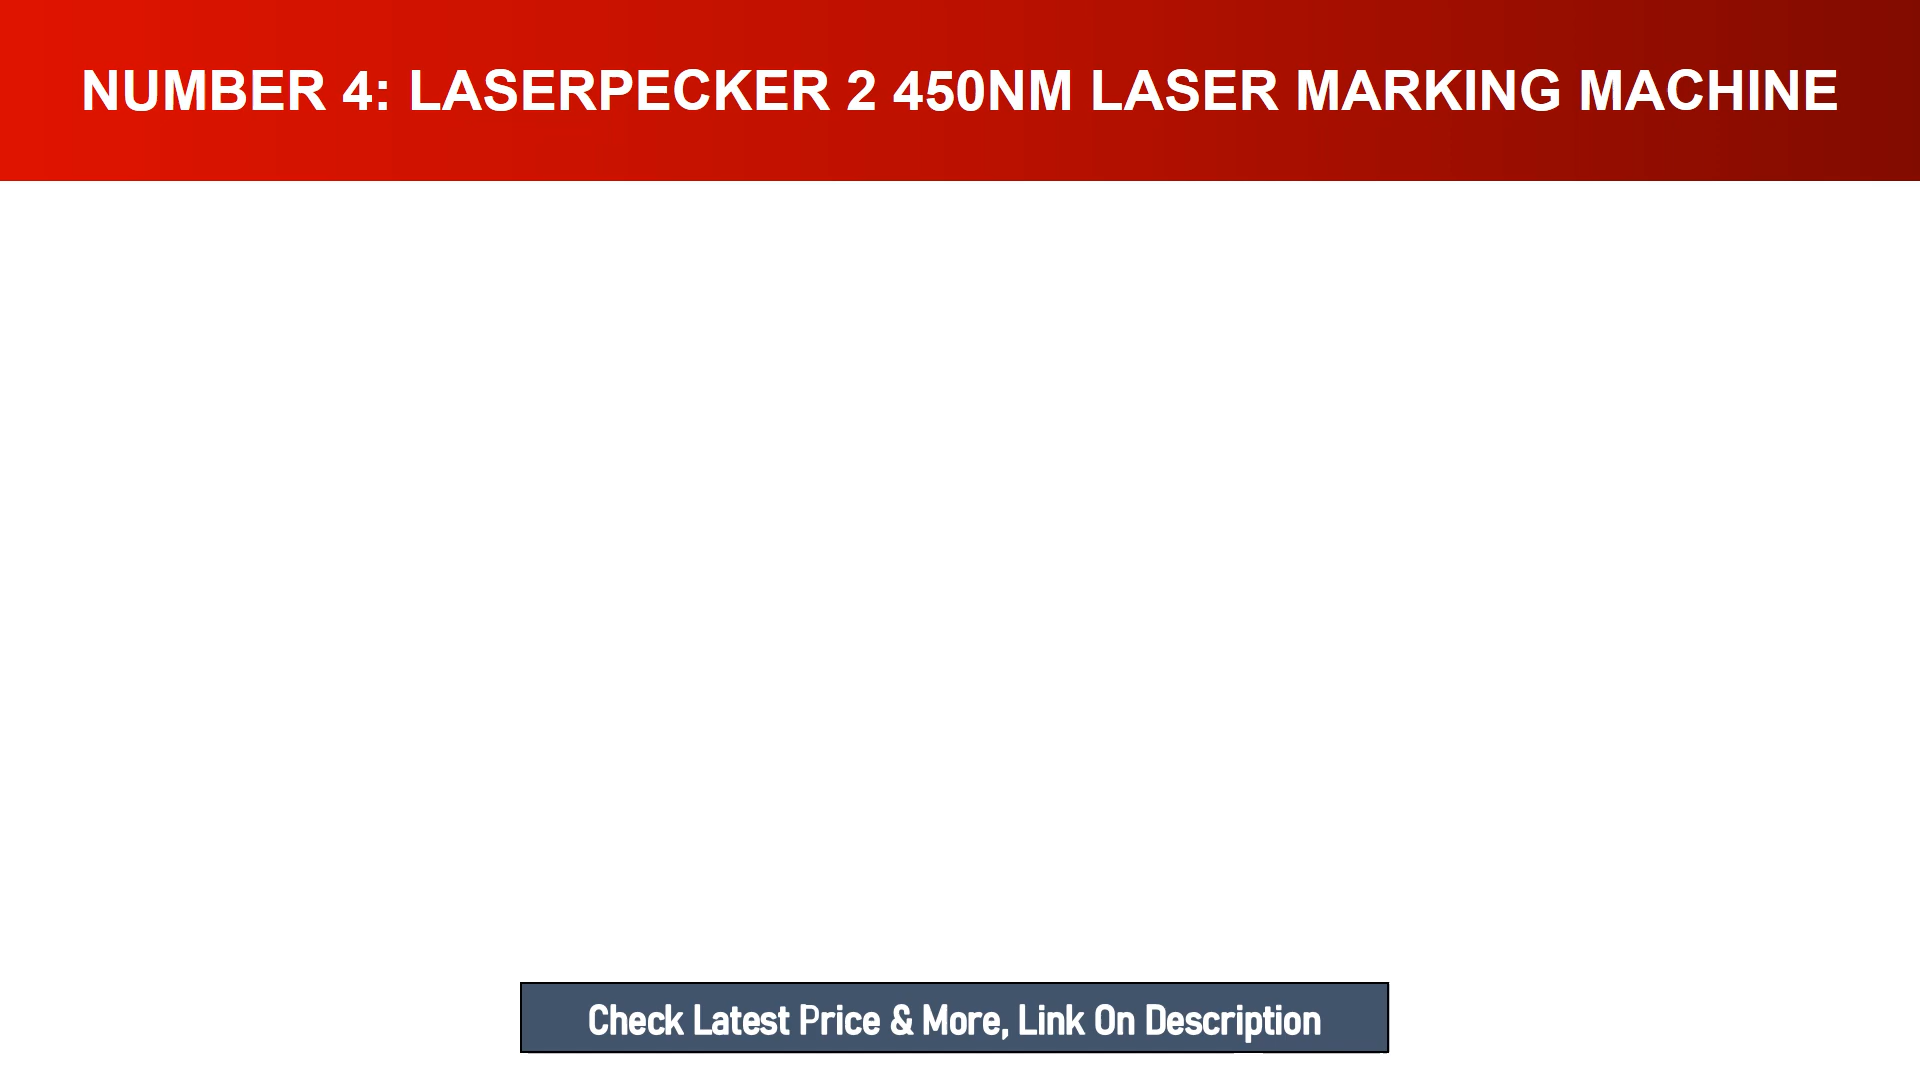 NUMBER 4: LASERPECKER 2 450NM LASER MARKING MACHINE
Check Latest Price & More, Link On Description